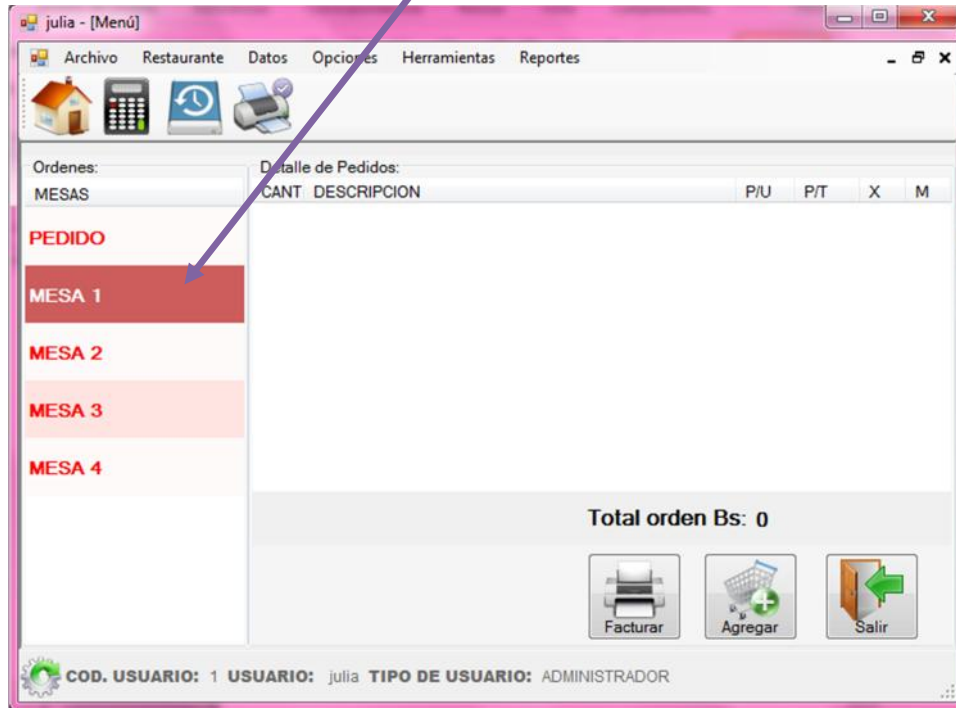 julia - [Menú]
Archivo Restaurante Datos Opciones Herramientas Reportes
Ordenes:
MESAS
PEDIDO
MESA 1
MESA 2
MESA 3
MESA 4
Detalle de Pedidos:
CANT DESCRIPCION P/U P/T X M
Total orden Bs: 0
Facturar Agregar Salir
COD. USUARIO: 1 USUARIO: julia TIPO DE USUARIO: ADMINISTRADOR